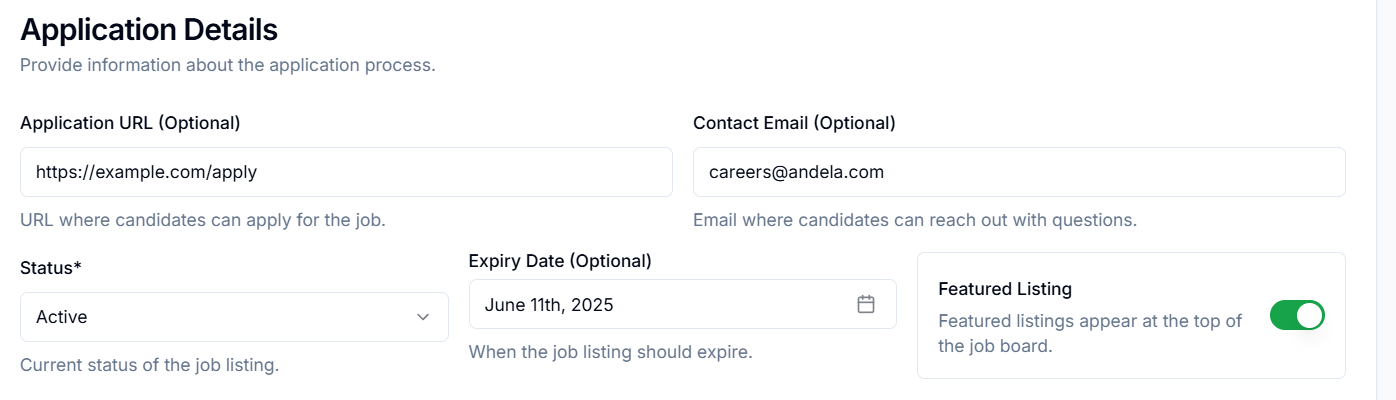 Application Details
Provide information about the application process.
Application URL (Optional)
https://example.com/apply
URL where candidates can apply for the job.
Contact Email (Optional)
careers@andela.com
Email where candidates can reach out with questions.
Status*
Active
Current status of the job listing.
Expiry Date (Optional)
June 11th, 2025
When the job listing should expire.
Featured Listing
Featured listings appear at the top of
the job board.